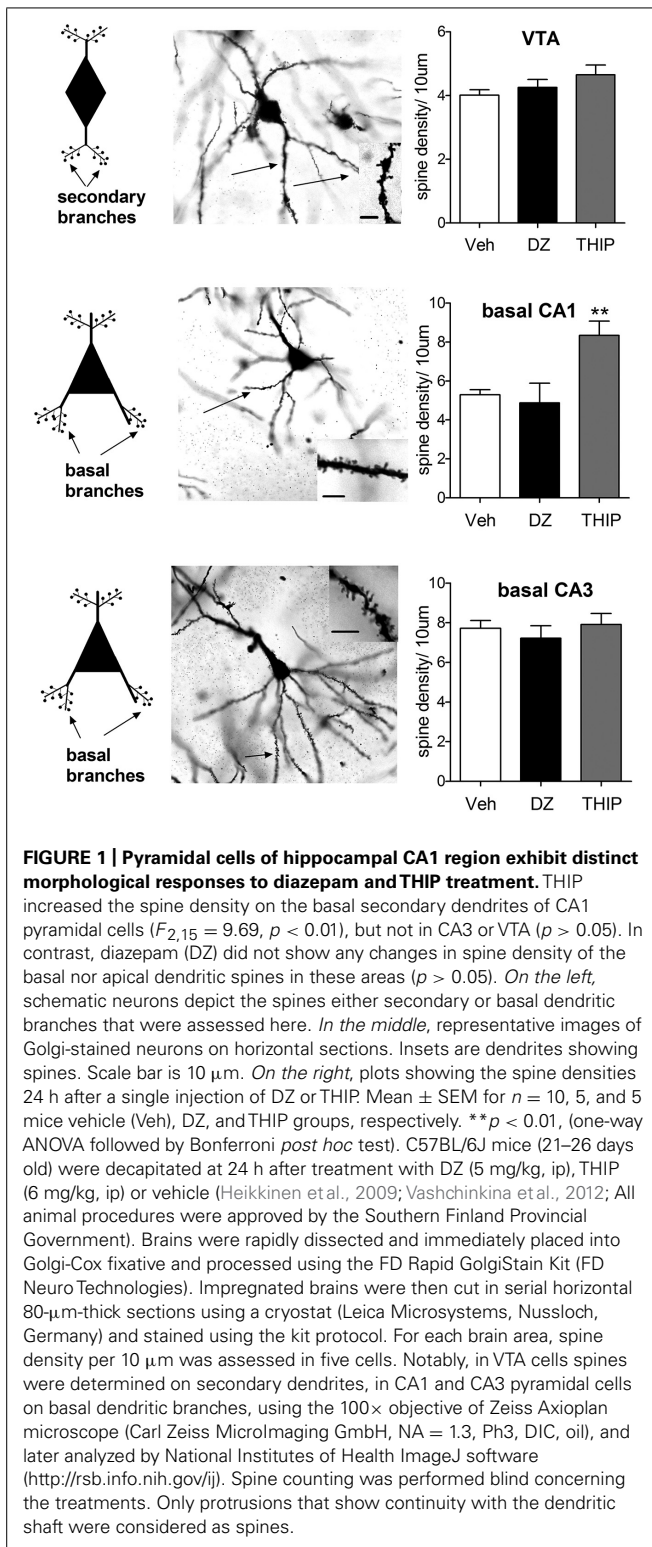 VTA
spine density/ 10um
6
4
2
0
Veh DZ THIP
secondary
branches
basal CA1
**
spine density/ 10um
10
8
6
4
2
0
Veh DZ THIP
basal
branches
basal CA3
spine density/ 10um
10
8
6
4
2
0
Veh DZ THIP
basal
branches
FIGURE 1 | Pyramidal cells of hippocampal CA1 region exhibit distinct
morphological responses to diazepam and THIP treatment. THIP
increased the spine density on the basal secondary dendrites of CA1
pyramidal cells (F2,15 = 9.69, p < 0.01), but not in CA3 or VTA (p > 0.05). In
contrast, diazepam (DZ) did not show any changes in spine density of the
basal nor apical dendritic spines in these areas (p > 0.05). On the left,
schematic neurons depict the spines either secondary or basal dendritic
branches that were assessed here. In the middle, representative images of
Golgi-stained neurons on horizontal sections. Insets are dendrites showing
spines. Scale bar is 10 μm. On the right, plots showing the spine densities
24 h after a single injection of DZ or THIP. Mean ± SEM for n = 10, 5, and 5
mice vehicle (Veh), DZ, and THIP groups, respectively. **p < 0.01, (one-way
ANOVA followed by Bonferroni post hoc test). C57BL/6J mice (21–26 days
old) were decapitated at 24 h after treatment with DZ (5 mg/kg, ip), THIP
(6 mg/kg, ip) or vehicle (Heikkinen et al., 2009; Vashchinkina et al., 2012; All
animal procedures were approved by the Southern Finland Provincial
Government). Brains were rapidly dissected and immediately placed into
Golgi-Cox fixative and processed using the FD Rapid GolgiStain Kit (FD
Neuro Technologies). Impregnated brains were then cut in serial horizontal
80-μm-thick sections using a cryostat (Leica Microsystems, Nussloch,
Germany) and stained using the kit protocol. For each brain area, spine
density per 10 μm was assessed in five cells. Notably, in VTA cells spines
were determined on secondary dendrites, in CA1 and CA3 pyramidal cells
on basal dendritic branches, using the 100× objective of Zeiss Axioplan
microscope (Carl Zeiss MicroImaging GmbH, NA = 1.3, Ph3, DIC, oil), and
later analyzed by National Institutes of Health ImageJ software
(http://rsb.info.nih.gov/ij). Spine counting was performed blind concerning
the treatments. Only protrusions that show continuity with the dendritic
shaft were considered as spines.